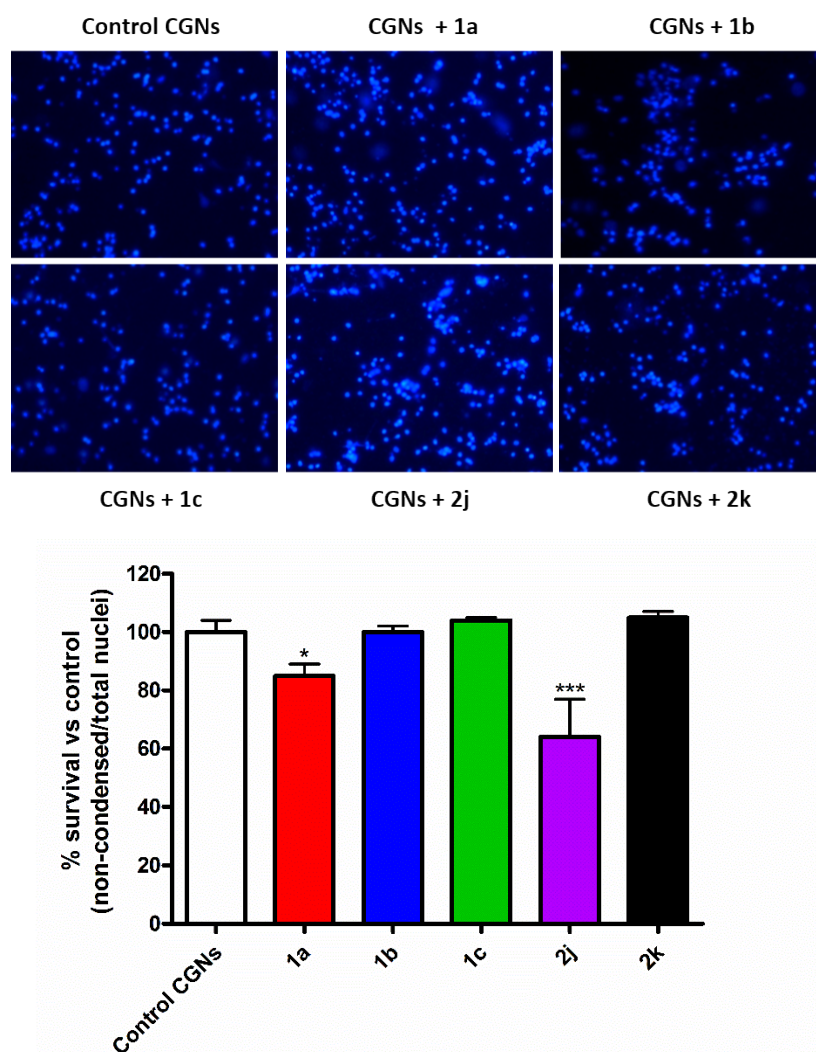 Control CGNs CGNs + 1a CGNs + 1b
CGNs + 1c CGNs + 2j CGNs + 2k
% survival vs control
(non-condensed/total nuclei)
120
100
80
60
40
20
0
*
***
Control CGNs
1a
1b
1c
2j
2k